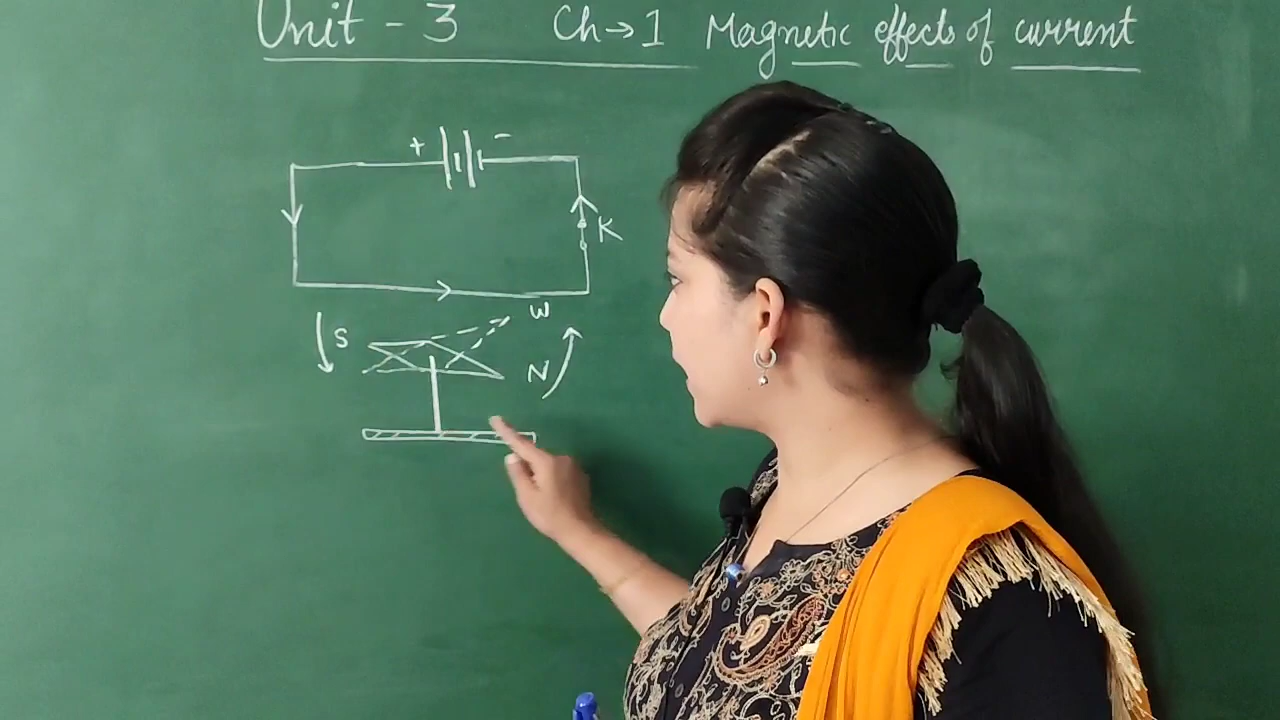 Unit - 3 Ch→1 Magnetic effects of current
+ -
K
W
S
N